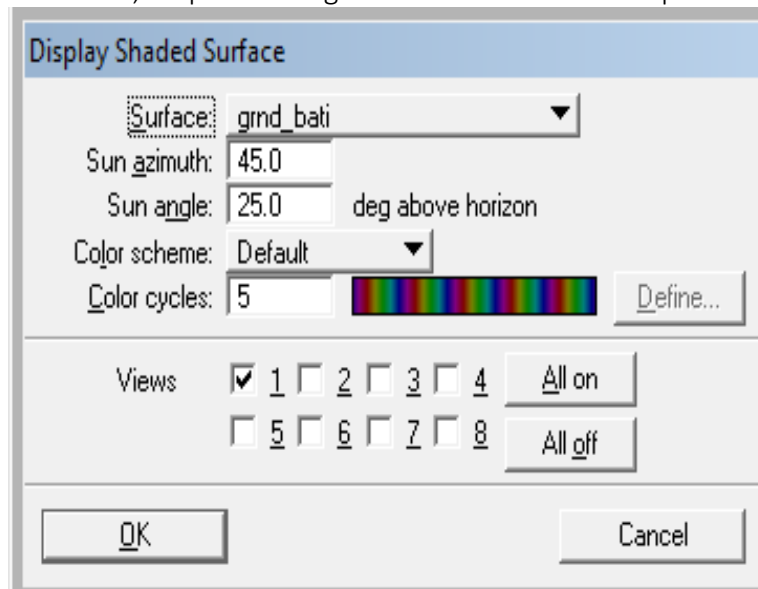 Display Shaded Surface
Surface: grnd_bati
Sun azimuth: 45.0
Sun angle: 25.0 deg above horizon
Color scheme: Default
Color cycles: 5 Define...
Views 1 2 3 4 All on
5 6 7 8 All off
OK Cancel